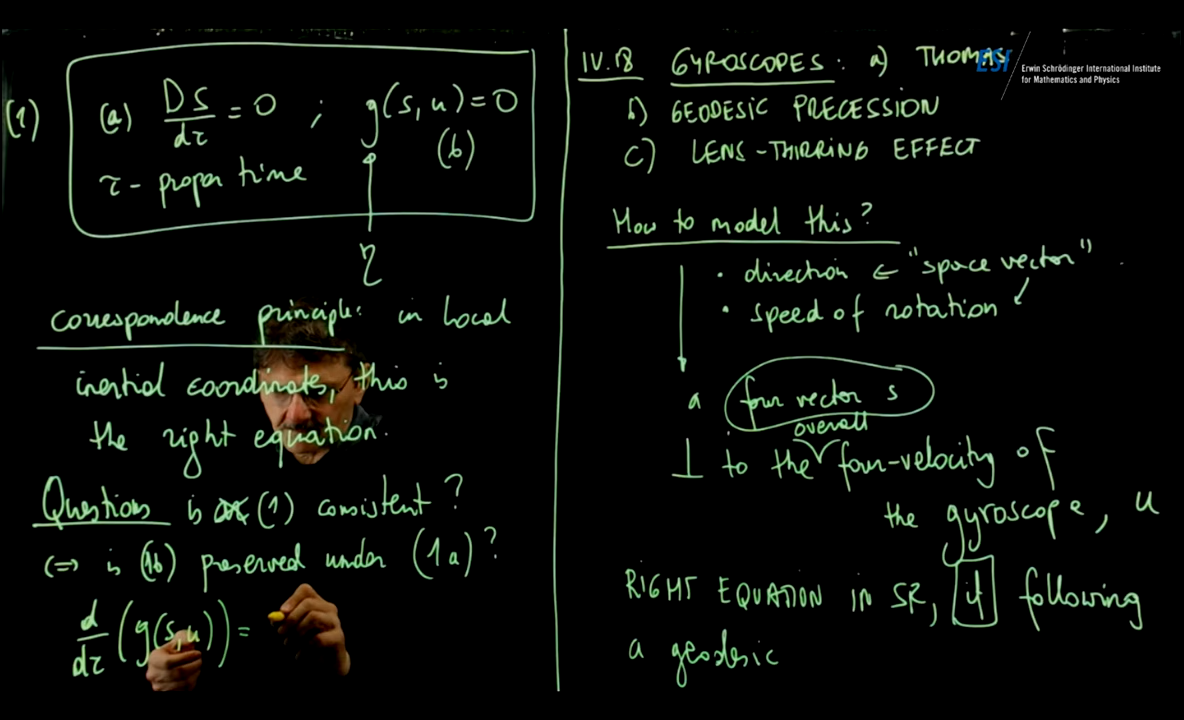 (1)
(a) Ds/dτ = 0 ; g(s, u) = 0
(b)
τ - proper time
η
correspondence principle: in local
inertial coordinates, this is
the right equation.
Questions is (1) consistent?
(=) is (1b) preserved under (1a)?
d/dτ (g(s,u)) =
IV.18 GYROSCOPES: a) THOMAS
b) GEODESIC PRECESSION
c) LENS-THIRRING EFFECT
How to model this?
· direction ∈ "space vector"
· speed of rotation
a four vector s
overall
⊥ to the four-velocity of
the gyroscope, u
RIGHT EQUATION IN SR, if following
a geodesic
ESI
Erwin Schrödinger International Institute
for Mathematics and Physics